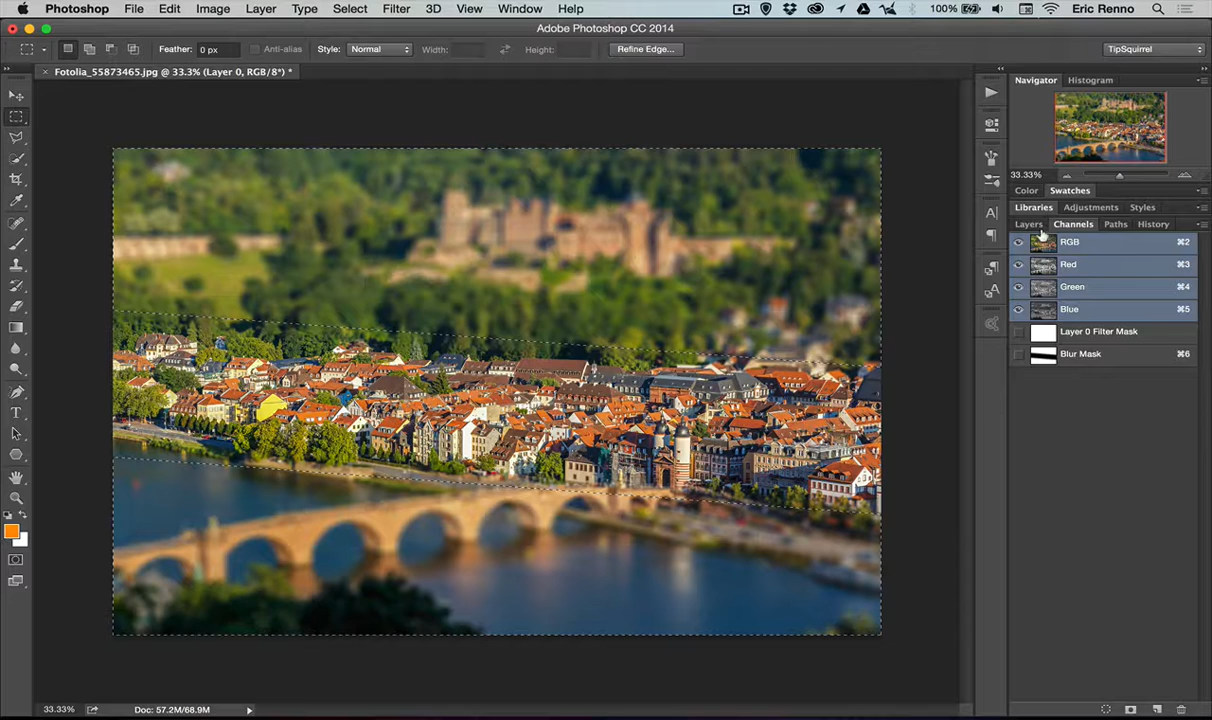 Photoshop File Edit Image Layer Type Select Filter 3D View Window Help 100% Eric Renno
Adobe Photoshop CC 2014
Feather: 0 px Anti-alias Style: Normal Width: Height: Refine Edge... TipSquirrel
Fotolia_55873465.jpg @ 33.3% (Layer 0, RGB/8*) *
Navigator Histogram
33.33%
Color Swatches
Libraries Adjustments Styles
Layers Channels Paths History
RGB ⌘2
Red ⌘3
Green ⌘4
Blue ⌘5
Layer 0 Filter Mask
Blur Mask ⌘6
33.33% Doc: 57.2M/68.9M